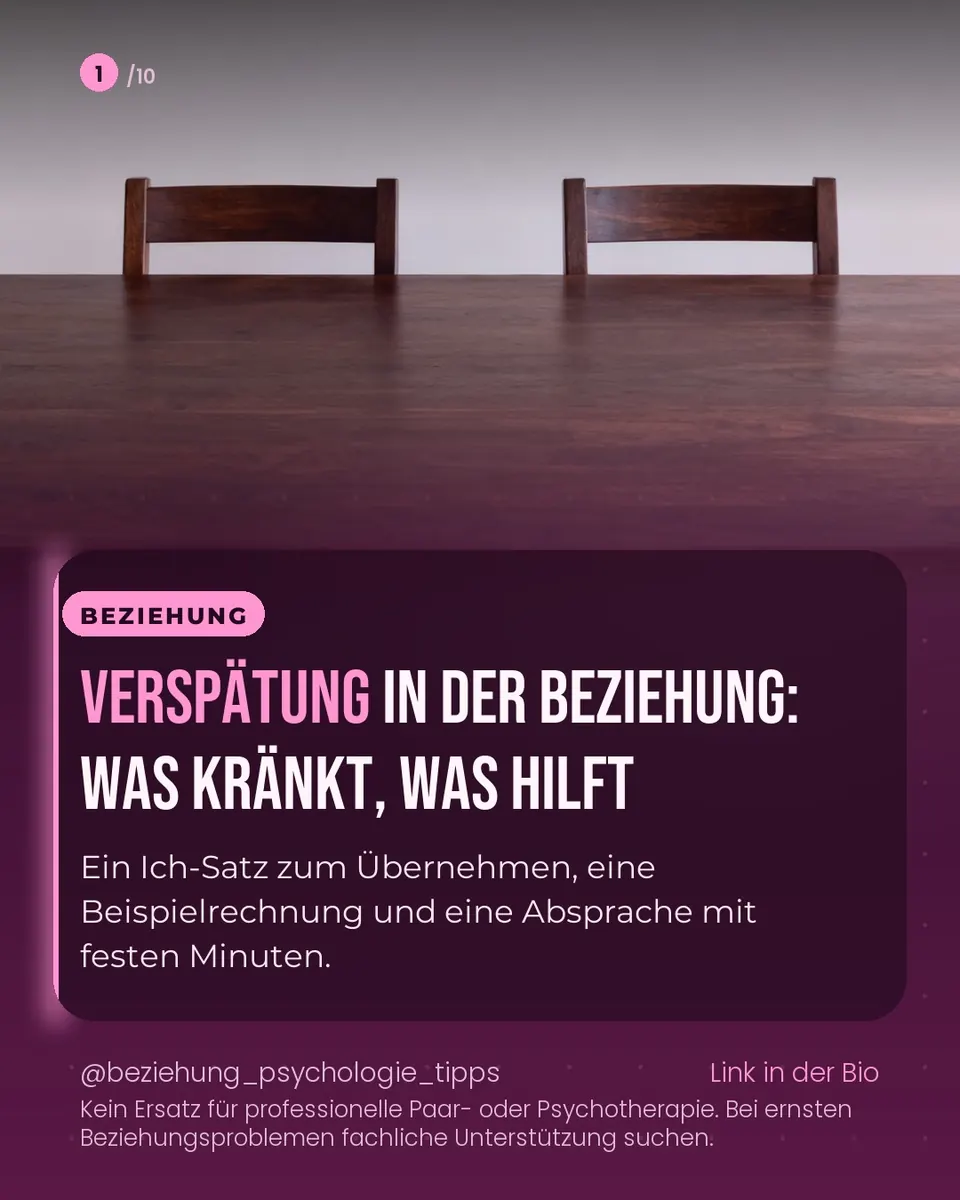 1 /10
BEZIEHUNG
VERSPÄTUNG IN DER BEZIEHUNG:
WAS KRÄNKT, WAS HILFT
Ein Ich-Satz zum Übernehmen, eine
Beispielrechnung und eine Absprache mit
festen Minuten.
@beziehung_psychologie_tipps Link in der Bio
Kein Ersatz für professionelle Paar- oder Psychotherapie. Bei ernsten
Beziehungsproblemen fachliche Unterstützung suchen.